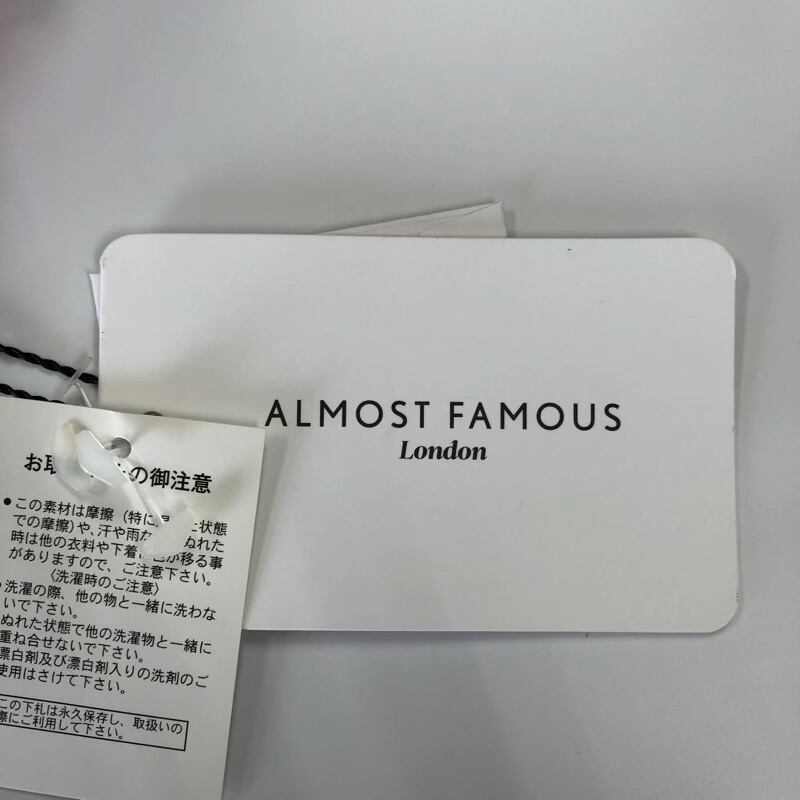 ALMOST FAMOUS
London
お取 の御注意
●この素材は摩擦(特に 状態
での摩擦)や、汗や雨 ぬれた
時は他の衣料や下着 が移る事
がありますので、ご注意下さい。
〈洗濯時のご注意〉
洗濯の際、他の物と一緒に洗わな
いで下さい。
ぬれた状態で他の洗濯物と一緒に
重ね合せないで下さい。
漂白剤及び漂白剤入りの洗剤のご
使用はさけて下さい。
この下札は永久保存し、取扱いの
際にご利用して下さい。